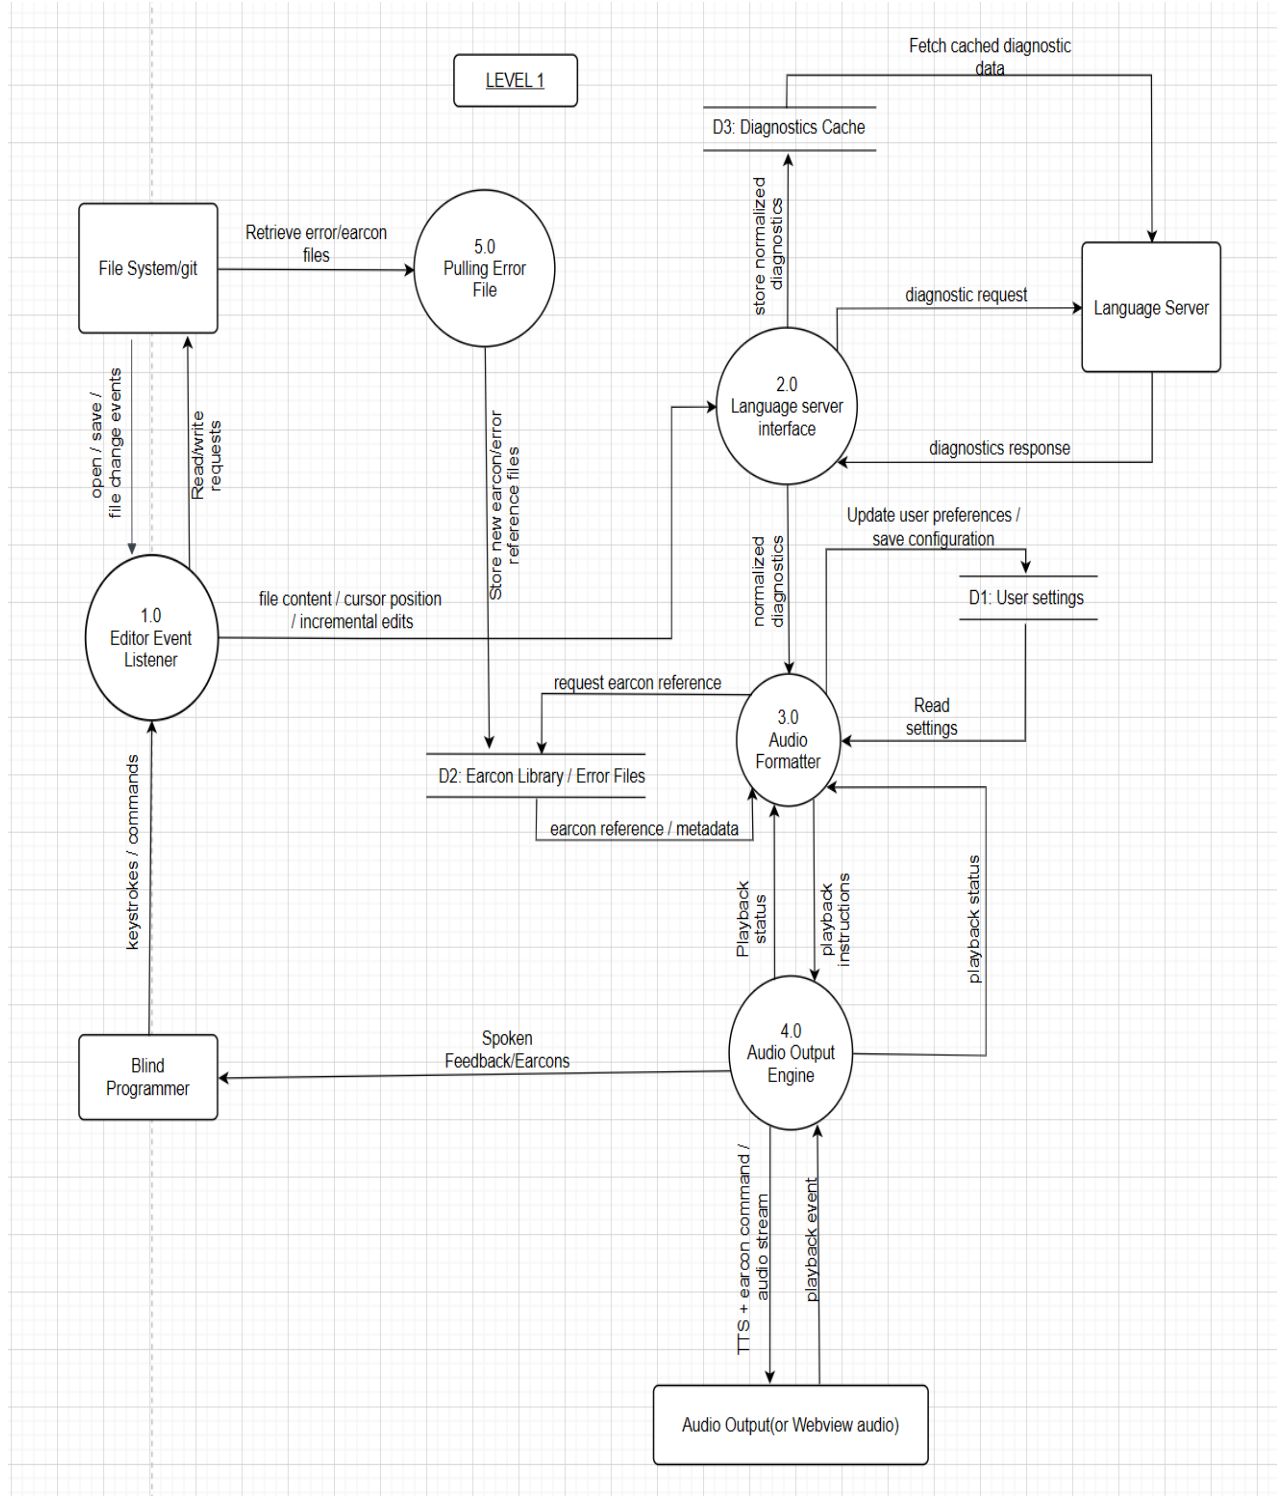 LEVEL 1
Fetch cached diagnostic
data
D3: Diagnostics Cache
store normalized
diagnostics
File System/git
Retrieve error/earcon
files
5.0
Pulling Error
File
diagnostic request
Language Server
2.0
Language server
interface
diagnostics response
open / save /
file change events
Read/write
requests
Store new earcon/error
reference files
Update user preferences /
save configuration
D1: User settings
normalized
diagnostics
1.0
Editor Event
Listener
file content / cursor position
/ incremental edits
request earcon reference
3.0
Audio
Formatter
Read
settings
D2: Earcon Library / Error Files
earcon reference / metadata
keystrokes / commands
Playback
status
playback
instructions
playback status
Blind
Programmer
Spoken
Feedback/Earcons
4.0
Audio Output
Engine
TTS + earcon command /
audio stream
playback event
Audio Output(or Webview audio)